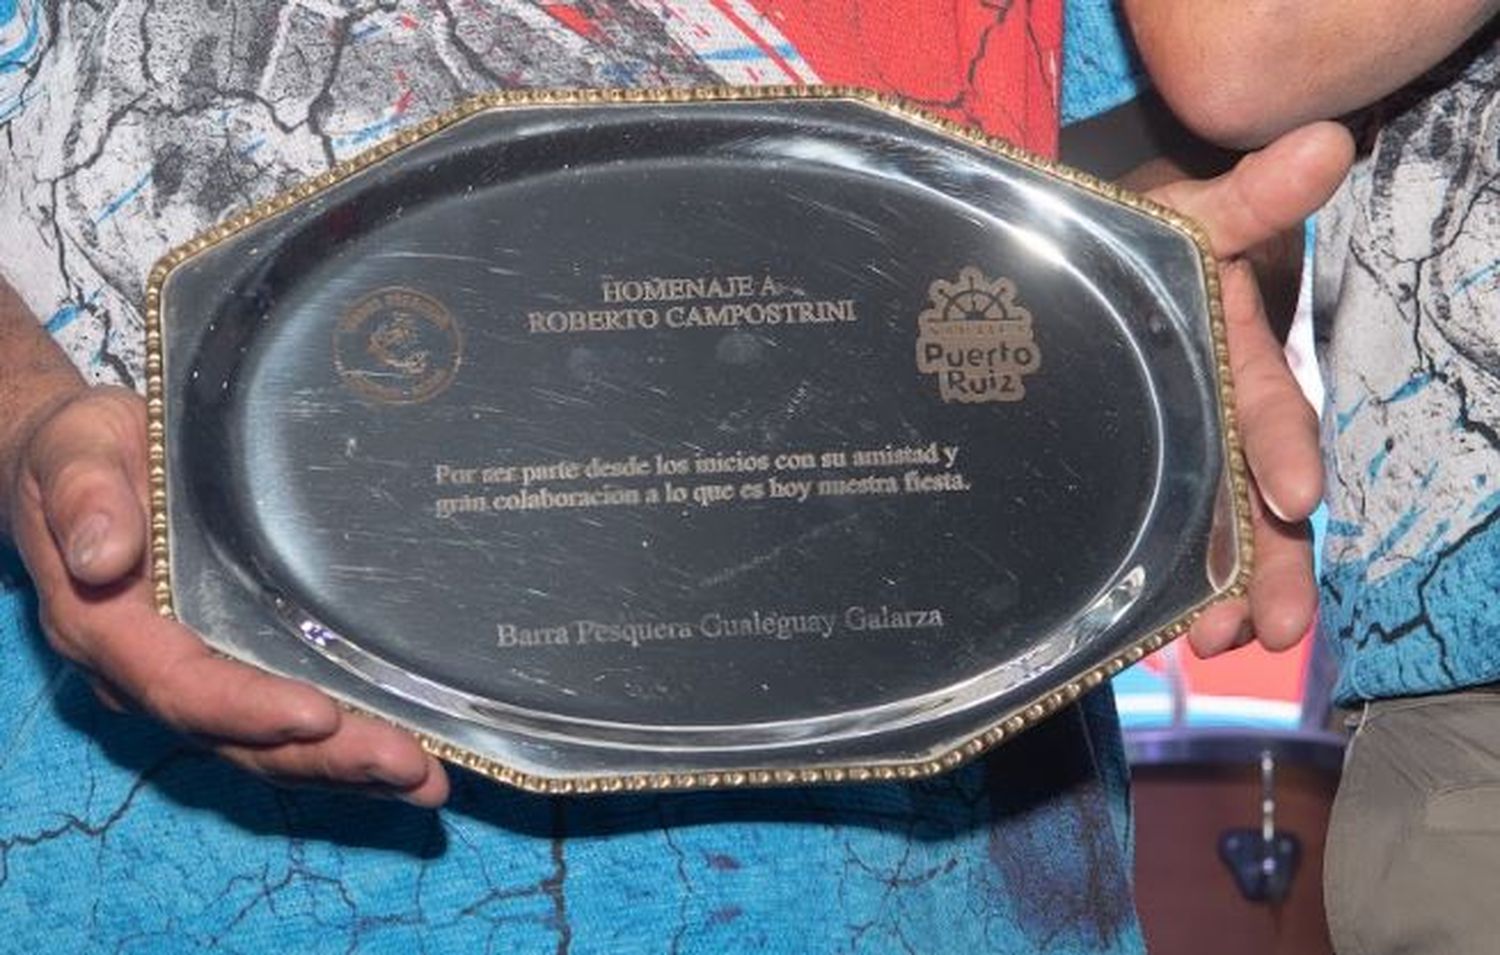 HOMENAJE A
ROBERTO CAMPOSTRINI
Puerto
Ruiz
Por ser parte desde los inicios con su amistad y
gran colaboracion a lo que es hoy nuestra fiesta.
Barra Pesquera Gualeguay Galarza